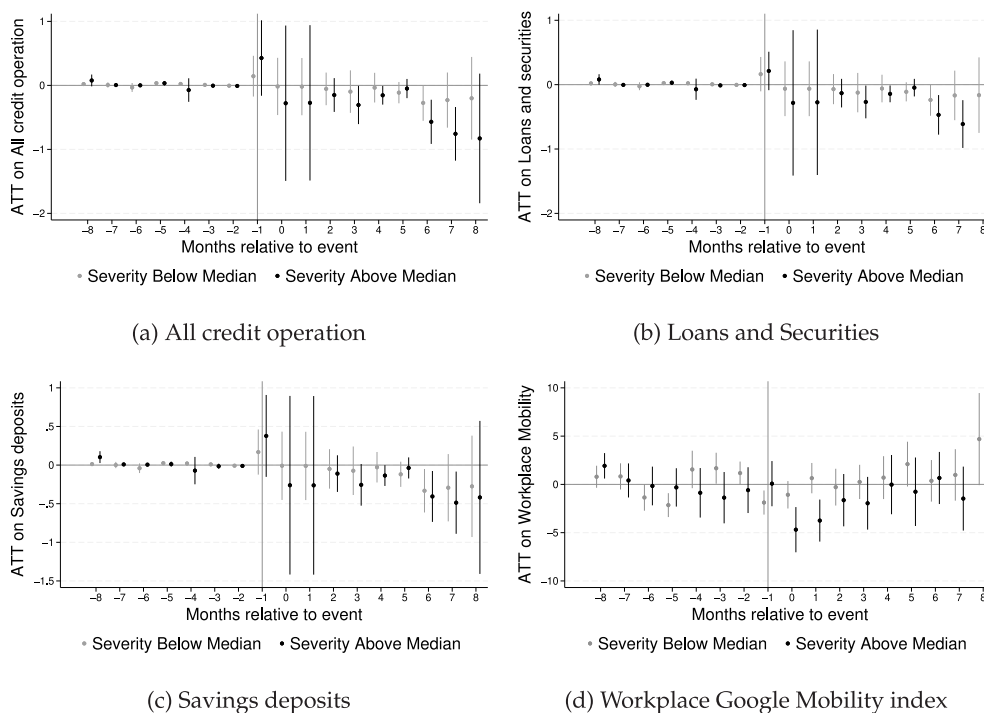 1
0
−1
−2
ATT on All credit operation
−8 −7 −6 −5 −4 −3 −2 −1 0 1 2 3 4 5 6 7 8
Months relative to event
Severity Below Median Severity Above Median
(a) All credit operation
1
0
−1
−2
ATT on Loans and securities
−8 −7 −6 −5 −4 −3 −2 −1 0 1 2 3 4 5 6 7 8
Months relative to event
Severity Below Median Severity Above Median
(b) Loans and Securities
1
.5
0
−.5
−1
−1.5
ATT on Savings deposits
−8 −7 −6 −5 −4 −3 −2 −1 0 1 2 3 4 5 6 7 8
Months relative to event
Severity Below Median Severity Above Median
(c) Savings deposits
10
5
0
−5
−10
ATT on Workplace Mobility
−8 −7 −6 −5 −4 −3 −2 −1 0 1 2 3 4 5 6 7 8
Months relative to event
Severity Below Median Severity Above Median
(d) Workplace Google Mobility index